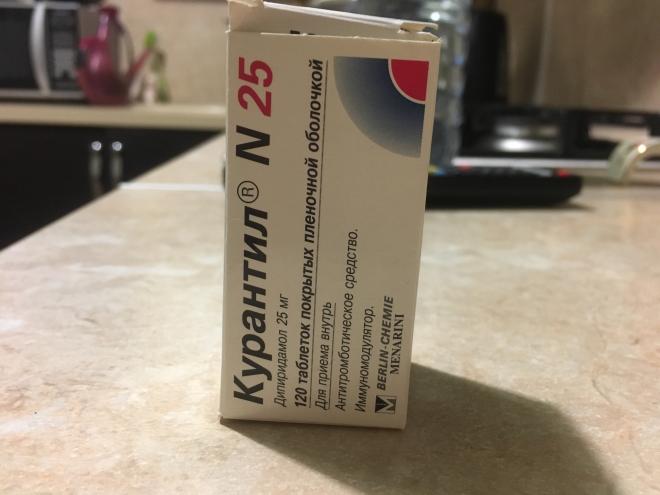 Курантил® N 25
Дипиридамол 25 мг
120 таблеток покрытых пленочной оболочкой
Для приема внутрь
Антитромботическое средство.
Иммуномодулятор.
BERLIN-CHEMIE
MENARINI